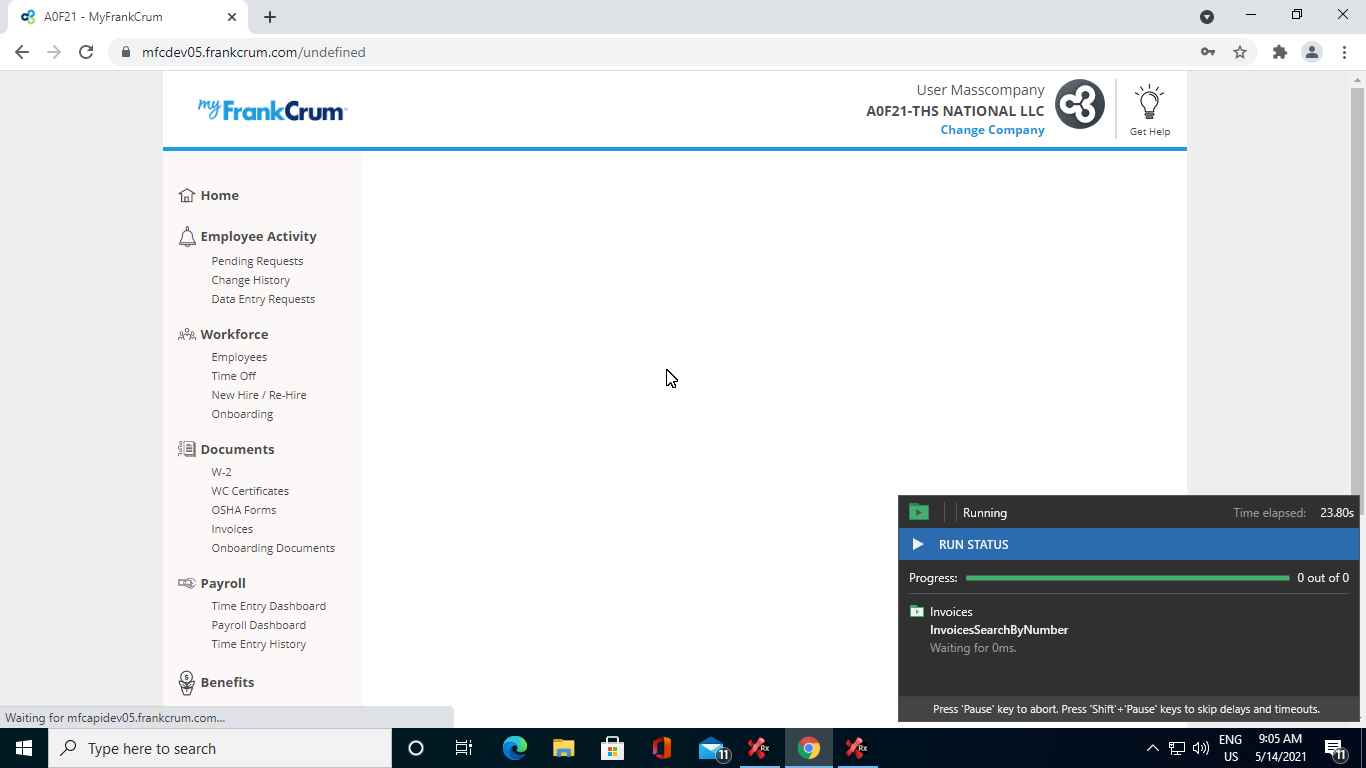 A0F21 - MyFrankCrum
mfcdev05.frankcrum.com/undefined
myFrankCrum
User Masscompany
A0F21-THS NATIONAL LLC
Change Company
Get Help
Home
Employee Activity
Pending Requests
Change History
Data Entry Requests
Workforce
Employees
Time Off
New Hire / Re-Hire
Onboarding
Documents
W-2
WC Certificates
OSHA Forms
Invoices
Onboarding Documents
Payroll
Time Entry Dashboard
Payroll Dashboard
Time Entry History
Benefits
Running Time elapsed: 23.80s
RUN STATUS
Progress: 0 out of 0
Invoices
InvoicesSearchByNumber
Waiting for 0ms.
Press 'Pause' key to abort. Press 'Shift'+'Pause' keys to skip delays and timeouts.
Waiting for mfcapidev05.frankcrum.com...
Type here to search
11
Rx
Rx
ENG
US
9:05 AM
5/14/2021
11